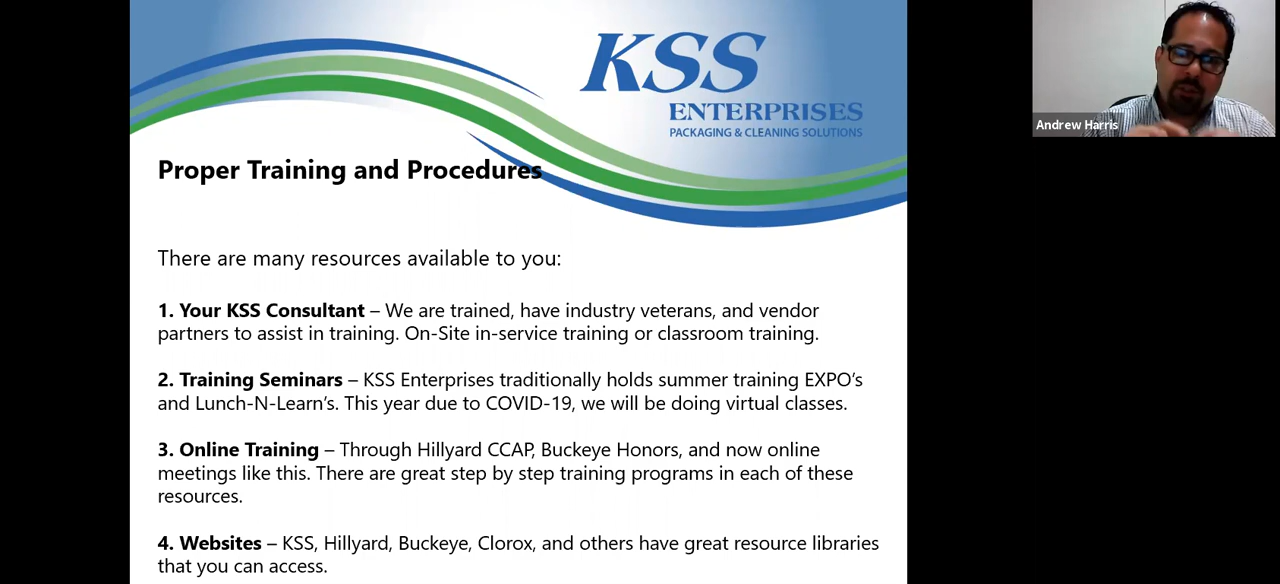 KSS
ENTERPRISES
PACKAGING & CLEANING SOLUTIONS
Andrew Harris
Proper Training and Procedures
There are many resources available to you:
1. Your KSS Consultant – We are trained, have industry veterans, and vendor
partners to assist in training. On-Site in-service training or classroom training.
2. Training Seminars – KSS Enterprises traditionally holds summer training EXPO’s
and Lunch-N-Learn’s. This year due to COVID-19, we will be doing virtual classes.
3. Online Training – Through Hillyard CCAP, Buckeye Honors, and now online
meetings like this. There are great step by step training programs in each of these
resources.
4. Websites – KSS, Hillyard, Buckeye, Clorox, and others have great resource libraries
that you can access.